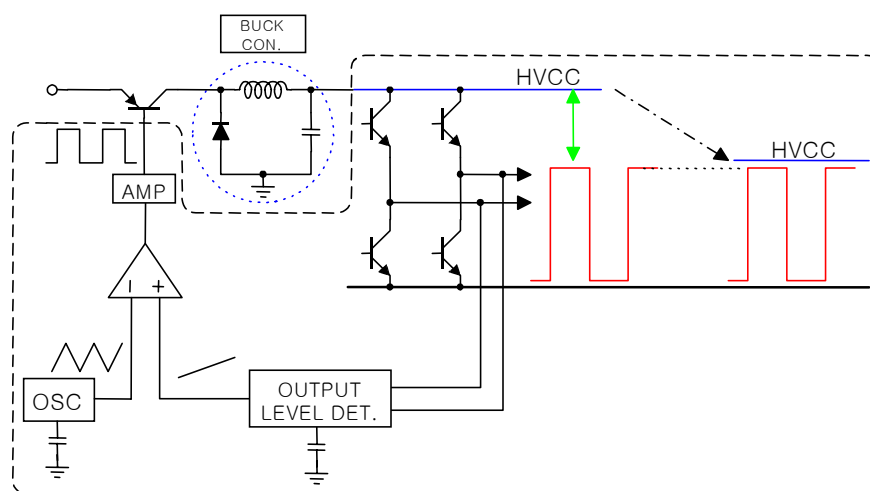 BUCK
CON.
HVCC
HVCC
AMP
OSC
OUTPUT
LEVEL DET.